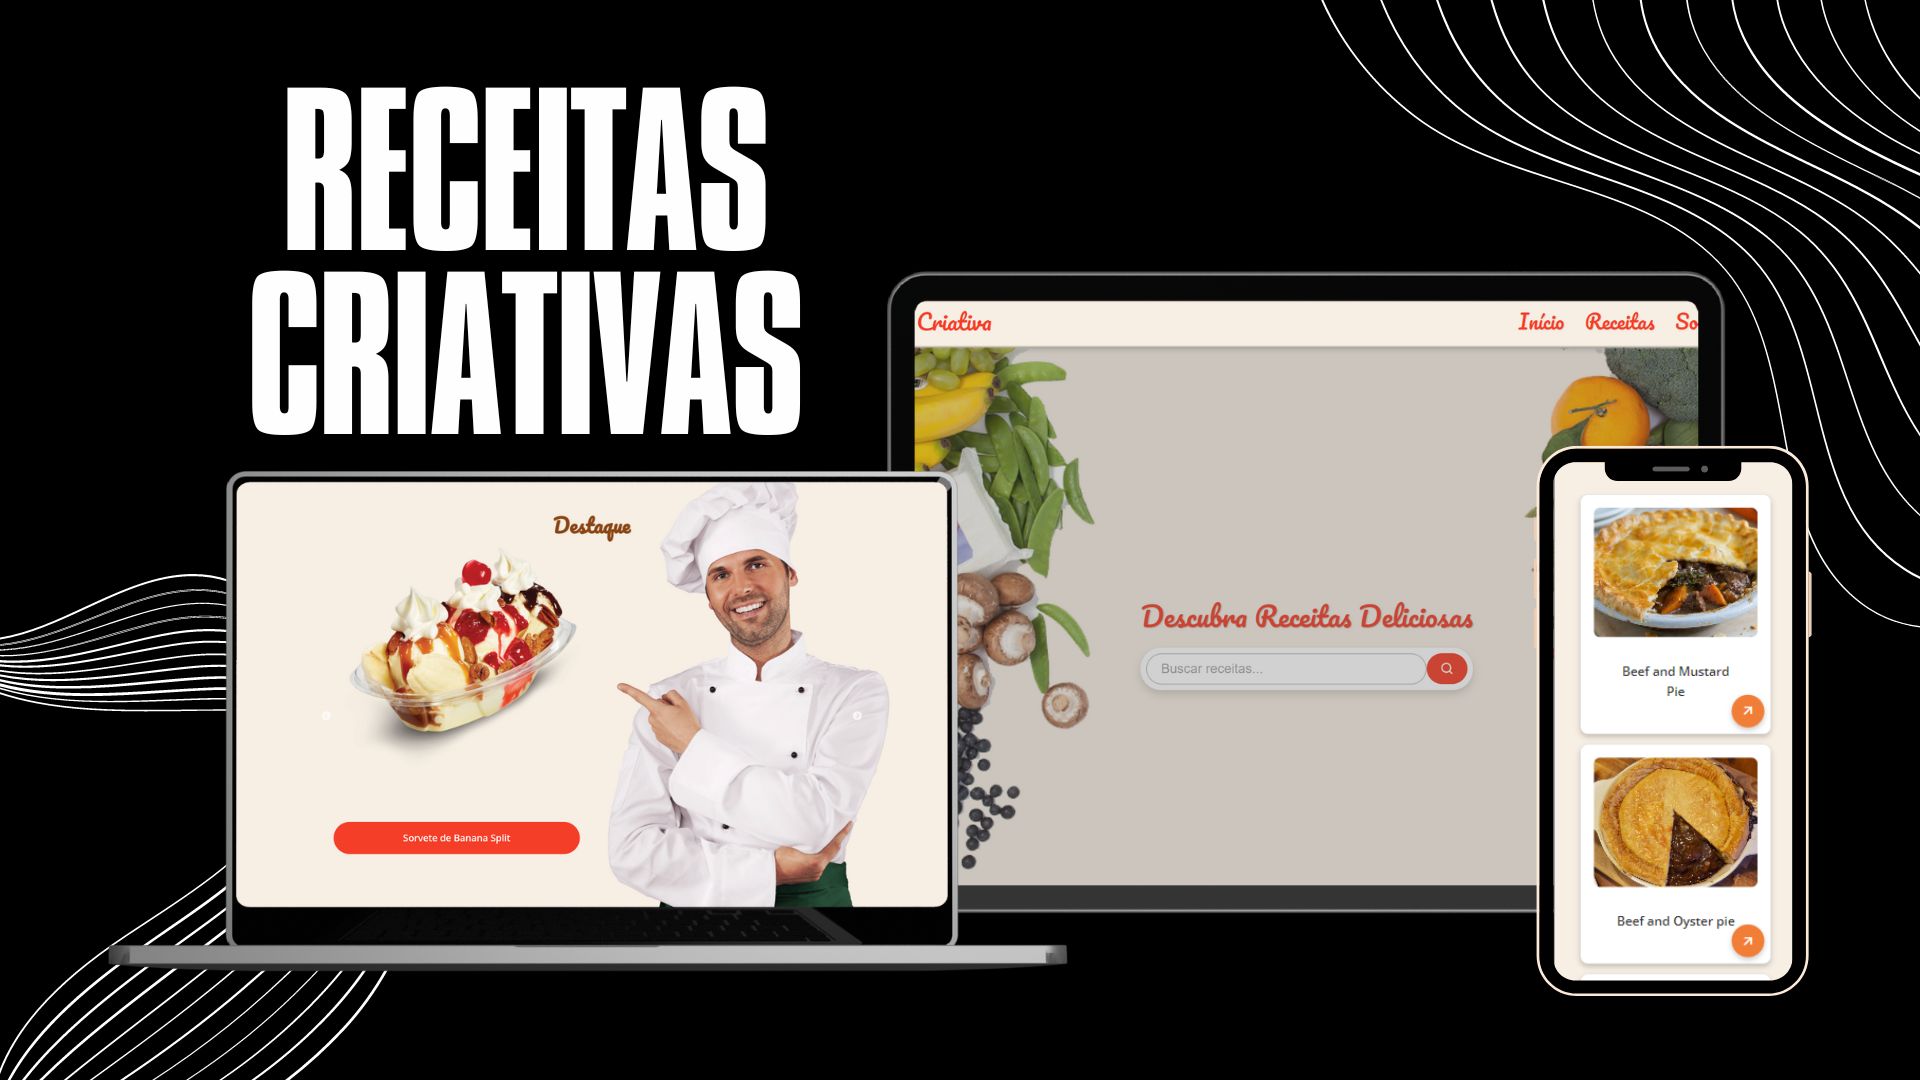 RECEITAS
CRIATIVAS
Criativa
Início Receitas So
Descubra Receitas Deliciosas
Buscar receitas...
Destaque
Sorvete de Banana Split
Beef and Mustard
Pie
Beef and Oyster pie